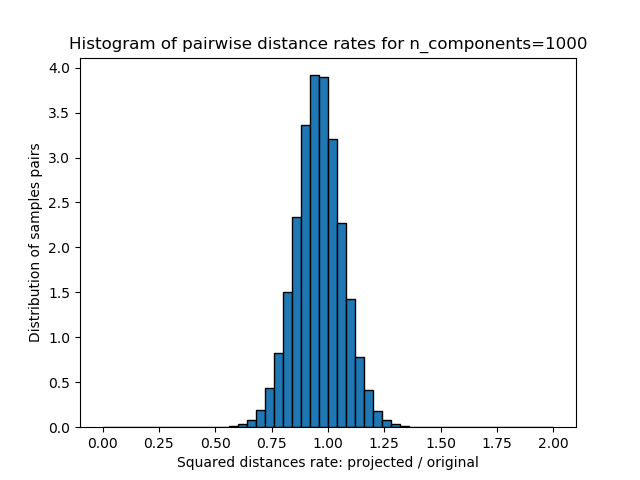 Histogram of pairwise distance rates for n_components=1000
4.0
3.5
3.0
2.5
2.0
1.5
1.0
0.5
0.0
Distribution of samples pairs
0.00 0.25 0.50 0.75 1.00 1.25 1.50 1.75 2.00
Squared distances rate: projected / original